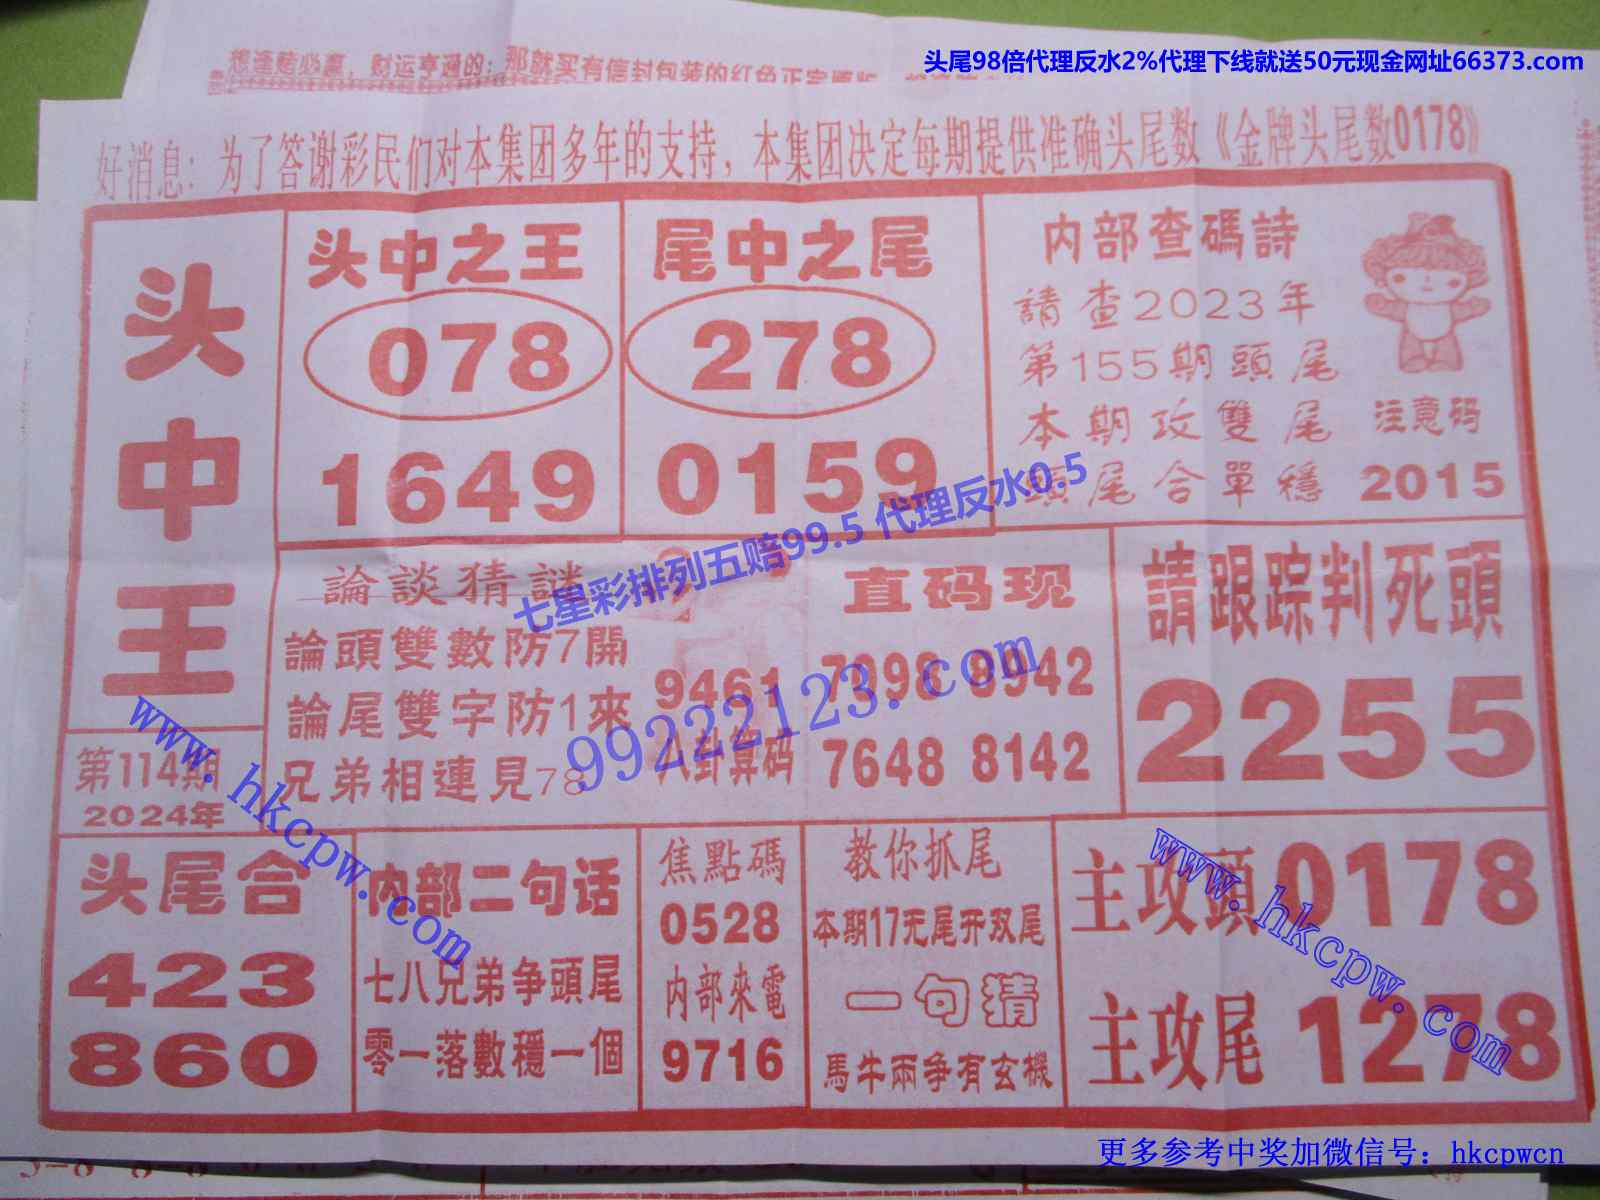 头尾98倍代理反水2%代理下线就送50元现金网址66373.com
好消息：为了答谢彩民们对本集团多年的支持，本集团决定每期提供准确头尾数《金牌头尾数0178》
头中王
第114期
2024年
头中之王
078
1649
尾中之尾
278
0159
内部查碼詩
請查2023年
第155期頭尾
本期攻雙尾
頭尾合單穩
注意码
2015
七星彩排列五赔99.5 代理反水0.5
論談猜謎
論頭雙數防7開
論尾雙字防1來
兄弟相連見78
9461
八卦算码
直码现
7898 8942
7648 8142
99222123.com
請跟踪判死頭
2255
www.hkcpw.com
头尾合
423
860
内部二句话
七八兄弟争頭尾
零一落數穩一個
焦點碼
0528
内部來電
9716
教你抓尾
本期17无尾开双尾
一句猜
馬牛兩争有玄機
主攻頭0178
主攻尾1278
www.hkcpw.com
更多参考中奖加微信号：hkcpwcn